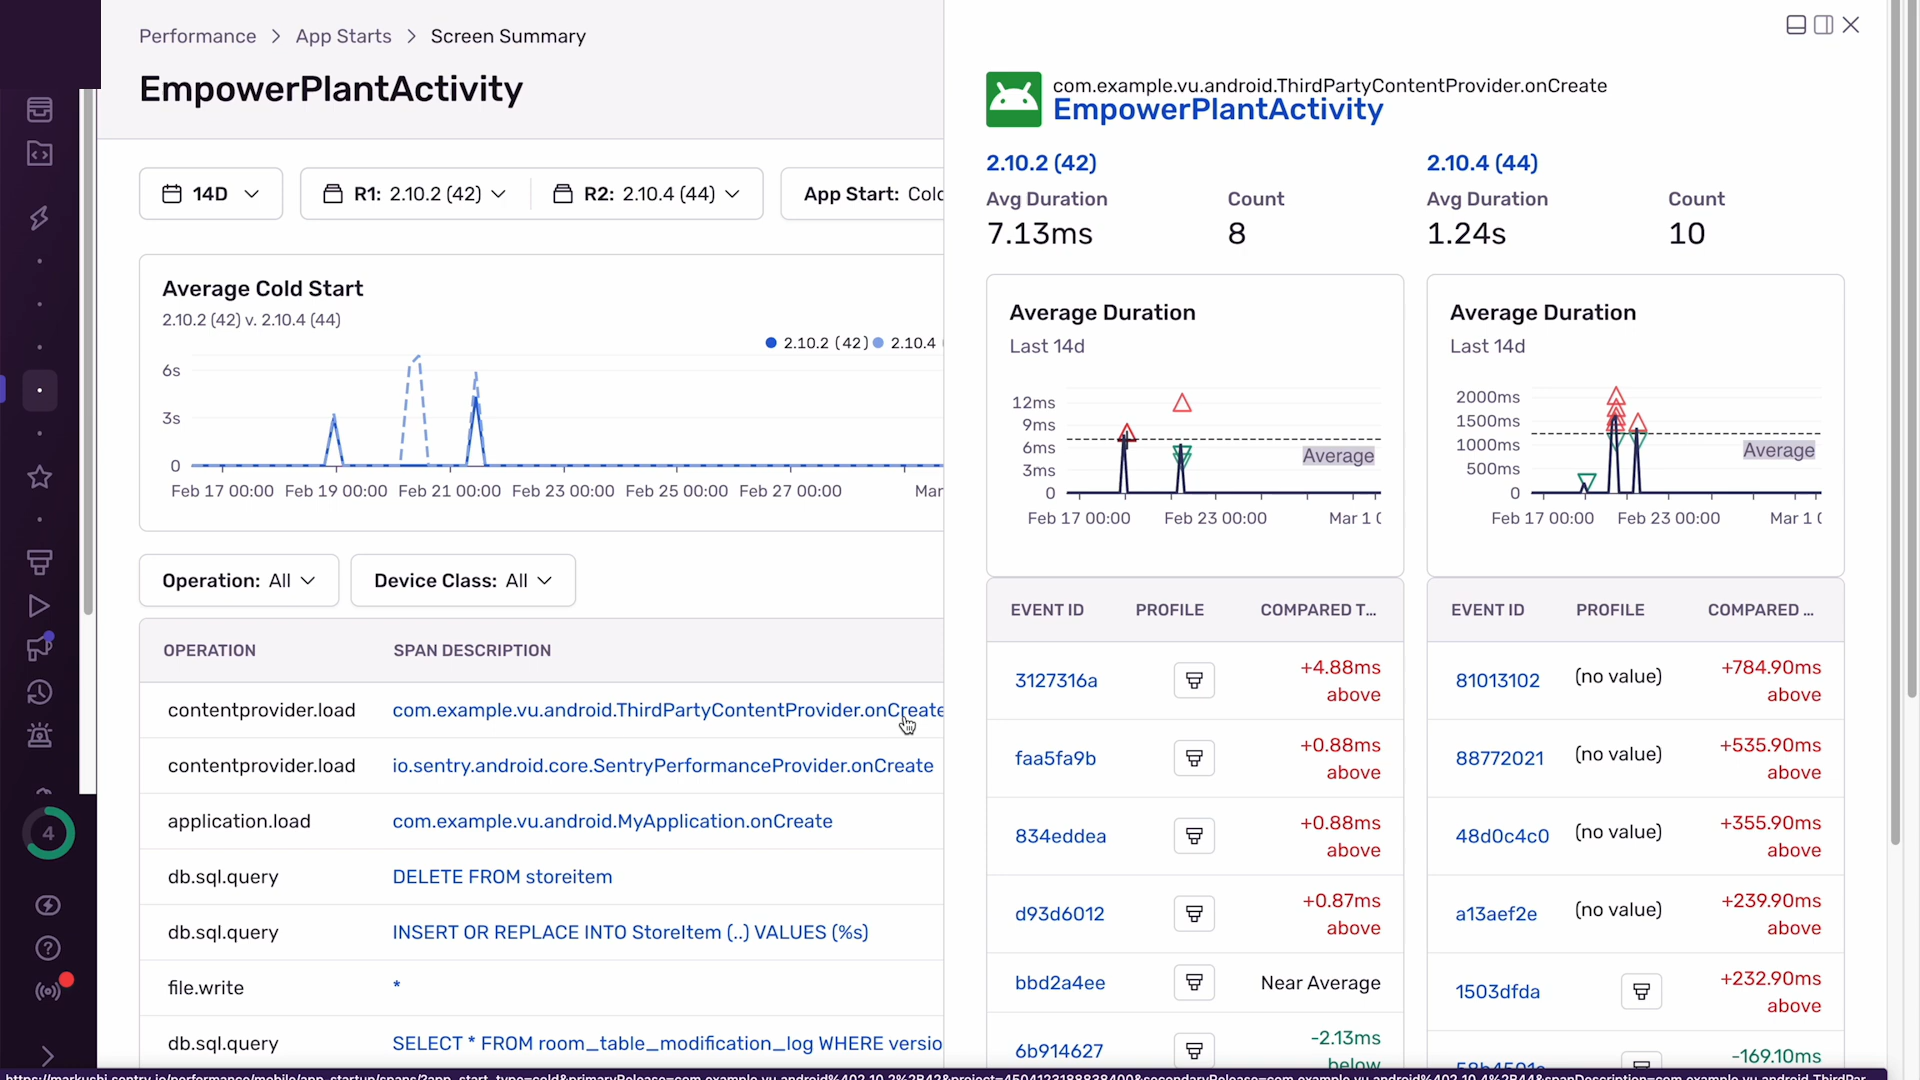 Performance > App Starts > Screen Summary
EmpowerPlantActivity
14D
R1: 2.10.2 (42)
R2: 2.10.4 (44)
App Start: Cold
Average Cold Start
2.10.2 (42) v. 2.10.4 (44)
2.10.2 (42) 2.10.4
6s
3s
0
Feb 17 00:00 Feb 19 00:00 Feb 21 00:00 Feb 23 00:00 Feb 25 00:00 Feb 27 00:00 Mar
Operation: All
Device Class: All
OPERATION SPAN DESCRIPTION
contentprovider.load com.example.vu.android.ThirdPartyContentProvider.onCreate
contentprovider.load io.sentry.android.core.SentryPerformanceProvider.onCreate
application.load com.example.vu.android.MyApplication.onCreate
db.sql.query DELETE FROM storeitem
db.sql.query INSERT OR REPLACE INTO StoreItem (..) VALUES (%s)
file.write *
db.sql.query SELECT * FROM room_table_modification_log WHERE versio
4
com.example.vu.android.ThirdPartyContentProvider.onCreate
EmpowerPlantActivity
2.10.2 (42)
Avg Duration Count
7.13ms 8
2.10.4 (44)
Avg Duration Count
1.24s 10
Average Duration
Last 14d
12ms
9ms
6ms
3ms
0
Average
Feb 17 00:00 Feb 23 00:00 Mar 1 0
EVENT ID PROFILE COMPARED T...
3127316a +4.88ms
above
faa5fa9b +0.88ms
above
834eddea +0.88ms
above
d93d6012 +0.87ms
above
bbd2a4ee Near Average
6b914627 -2.13ms
below
Average Duration
Last 14d
2000ms
1500ms
1000ms
500ms
0
Average
Feb 17 00:00 Feb 23 00:00 Mar 1 0
EVENT ID PROFILE COMPARED ...
81013102 (no value) +784.90ms
above
88772021 (no value) +535.90ms
above
48d0c4c0 (no value) +355.90ms
above
a13aef2e (no value) +239.90ms
above
1503dfda +232.90ms
above
-169.10ms